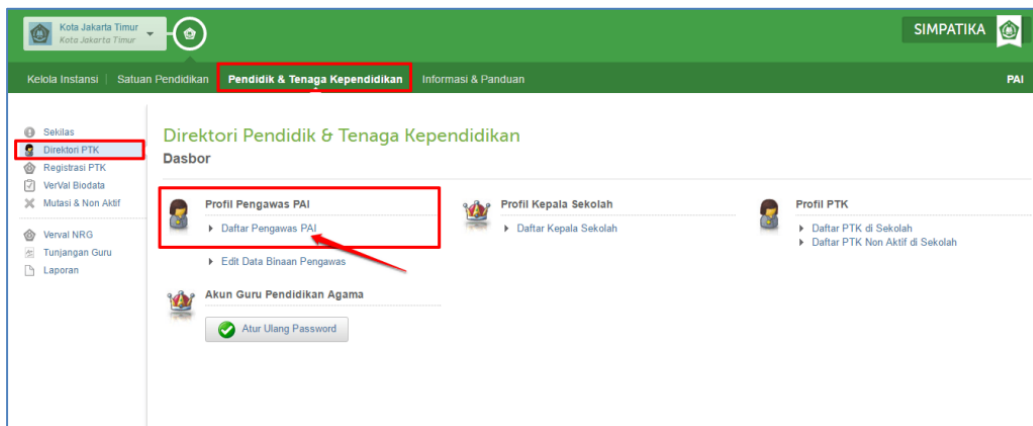 Kota Jakarta Timur
Kota Jakarta Timur
SIMPATIKA
Kelola Instansi | Satuan Pendidikan Pendidik & Tenaga Kependidikan Informasi & Panduan PAI
Sekilas
Direktori PTK
Registrasi PTK
VerVal Biodata
Mutasi & Non Aktif
Verval NRG
Tunjangan Guru
Laporan
Direktori Pendidik & Tenaga Kependidikan
Dasbor
Profil Pengawas PAI
Daftar Pengawas PAI
Edit Data Binaan Pengawas
Profil Kepala Sekolah
Daftar Kepala Sekolah
Profil PTK
Daftar PTK di Sekolah
Daftar PTK Non Aktif di Sekolah
Akun Guru Pendidikan Agama
Atur Ulang Password